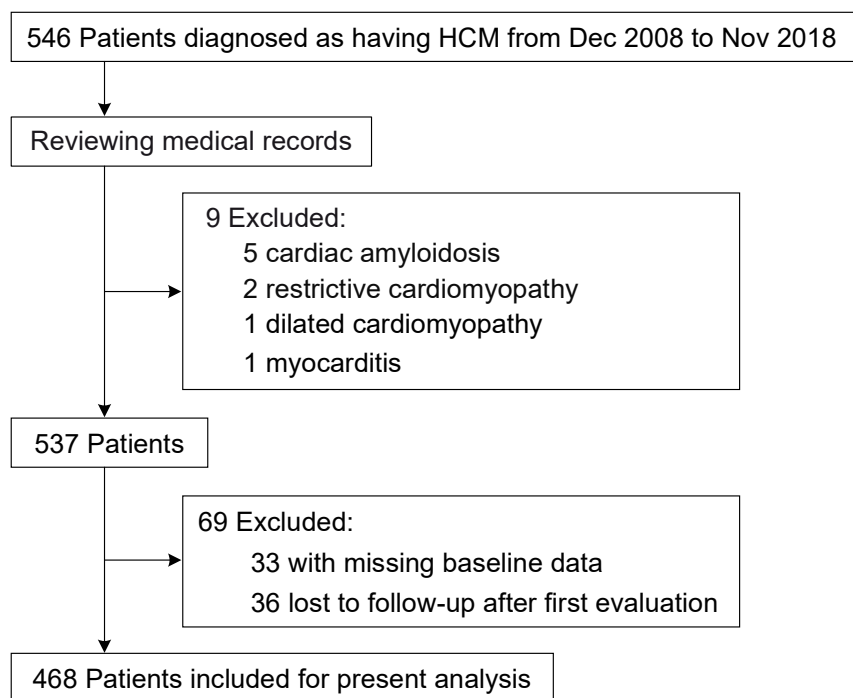 546 Patients diagnosed as having HCM from Dec 2008 to Nov 2018
Reviewing medical records
9 Excluded:
5 cardiac amyloidosis
2 restrictive cardiomyopathy
1 dilated cardiomyopathy
1 myocarditis
537 Patients
69 Excluded:
33 with missing baseline data
36 lost to follow-up after first evaluation
468 Patients included for present analysis